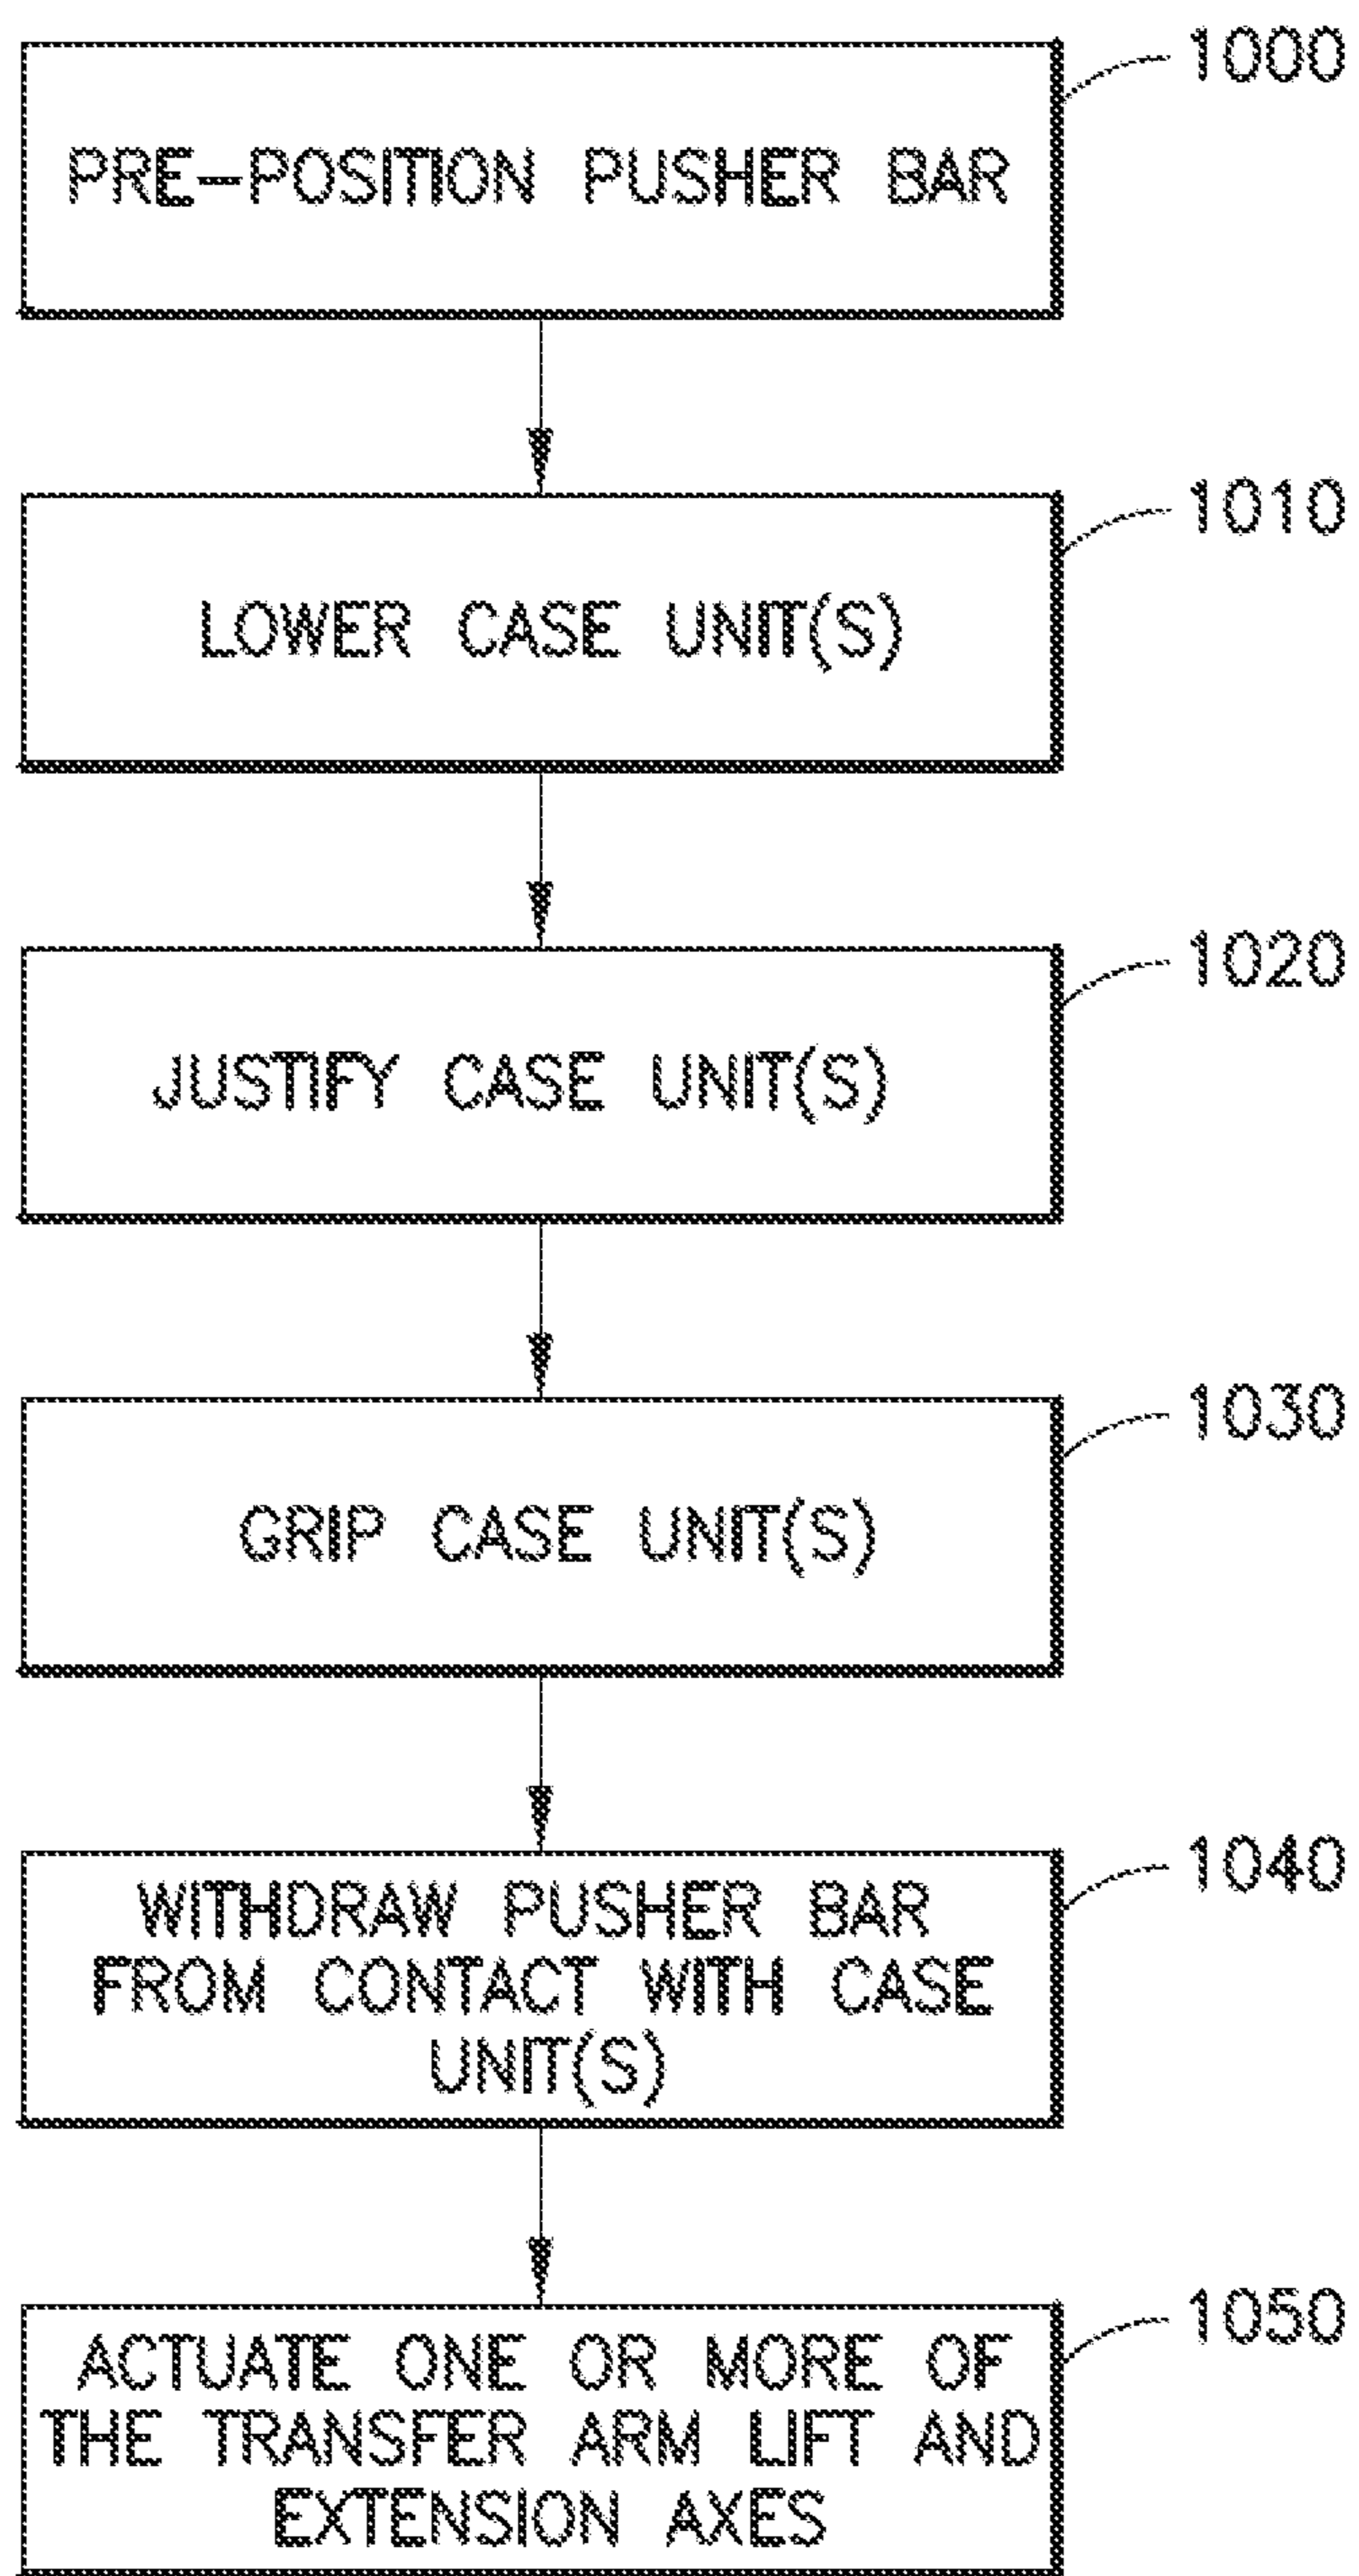 1000
PRE-POSITION PUSHER BAR
1010
LOWER CASE UNIT(S)
1020
JUSTIFY CASE UNIT(S)
1030
GRIP CASE UNIT(S)
1040
WITHDRAW PUSHER BAR
FROM CONTACT WITH CASE
UNIT(S)
1050
ACTUATE ONE OR MORE OF
THE TRANSFER ARM LIFT AND
EXTENSION AXES